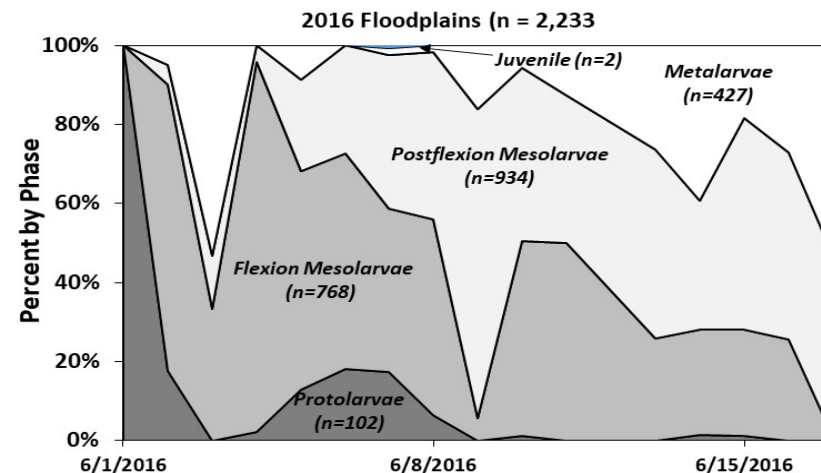 2016 Floodplains (n = 2,233
100%
80%
60%
40%
20%
0%
Percent by Phase
Juvenile (n=2)
Metalarvae
(n=427)
Postflexion Mesolarvae
(n=934)
Flexion Mesolarvae
(n=768)
Protolarvae
(n=102)
6/1/2016
6/8/2016
6/15/2016